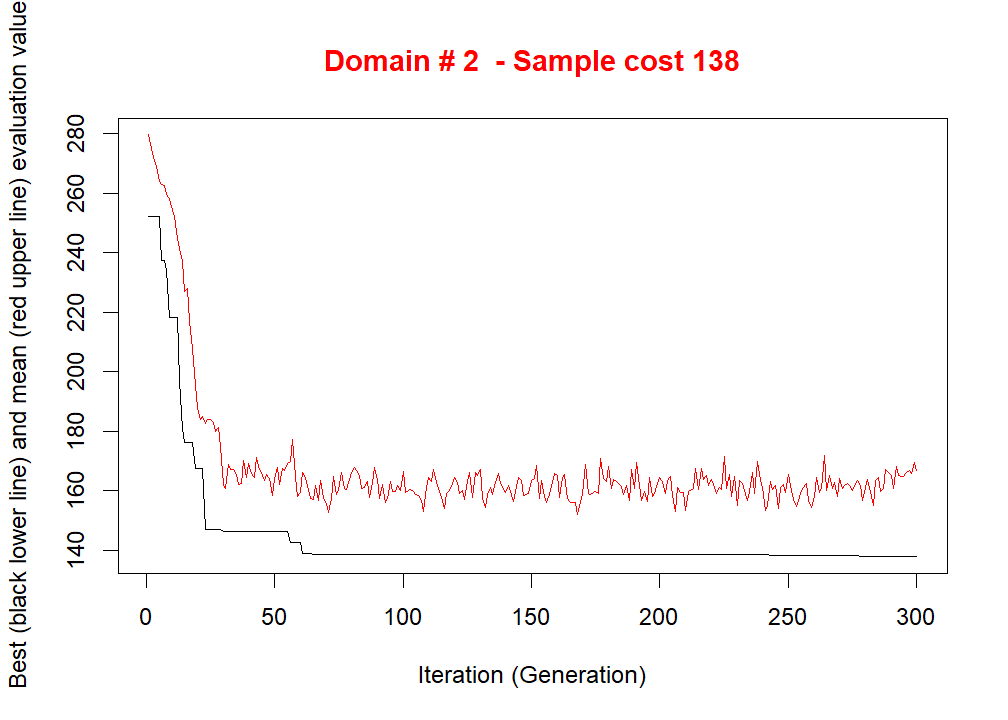 Domain # 2  - Sample cost 138
Best (black lower line) and mean (red upper line) evaluation value
280
260
240
220
200
180
160
140
0 50 100 150 200 250 300
Iteration (Generation)